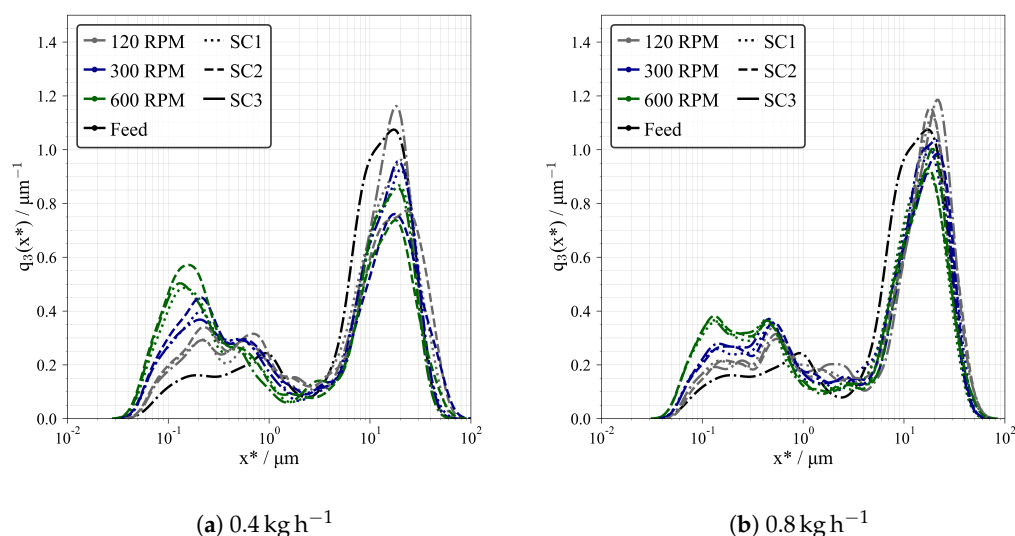 1.4
1.2
1.0
0.8
0.6
0.4
0.2
0.0
q₃(x*) / μm⁻¹
120 RPM SC1
300 RPM SC2
600 RPM SC3
Feed
10⁻² 10⁻¹ 10⁰ 10¹ 10²
x* / μm
(a) 0.4 kg h⁻¹
1.4
1.2
1.0
0.8
0.6
0.4
0.2
0.0
q₃(x*) / μm⁻¹
120 RPM SC1
300 RPM SC2
600 RPM SC3
Feed
10⁻² 10⁻¹ 10⁰ 10¹ 10²
x* / μm
(b) 0.8 kg h⁻¹